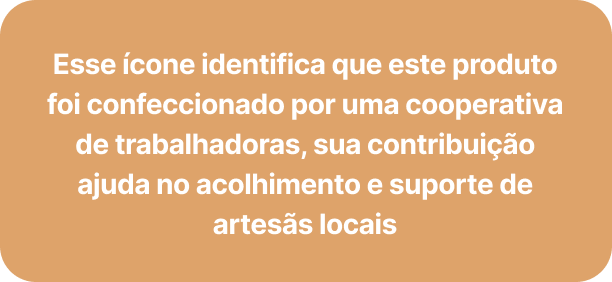 Esse ícone identifica que este produto
foi confeccionado por uma cooperativa
de trabalhadoras, sua contribuição
ajuda no acolhimento e suporte de
artesãs locais